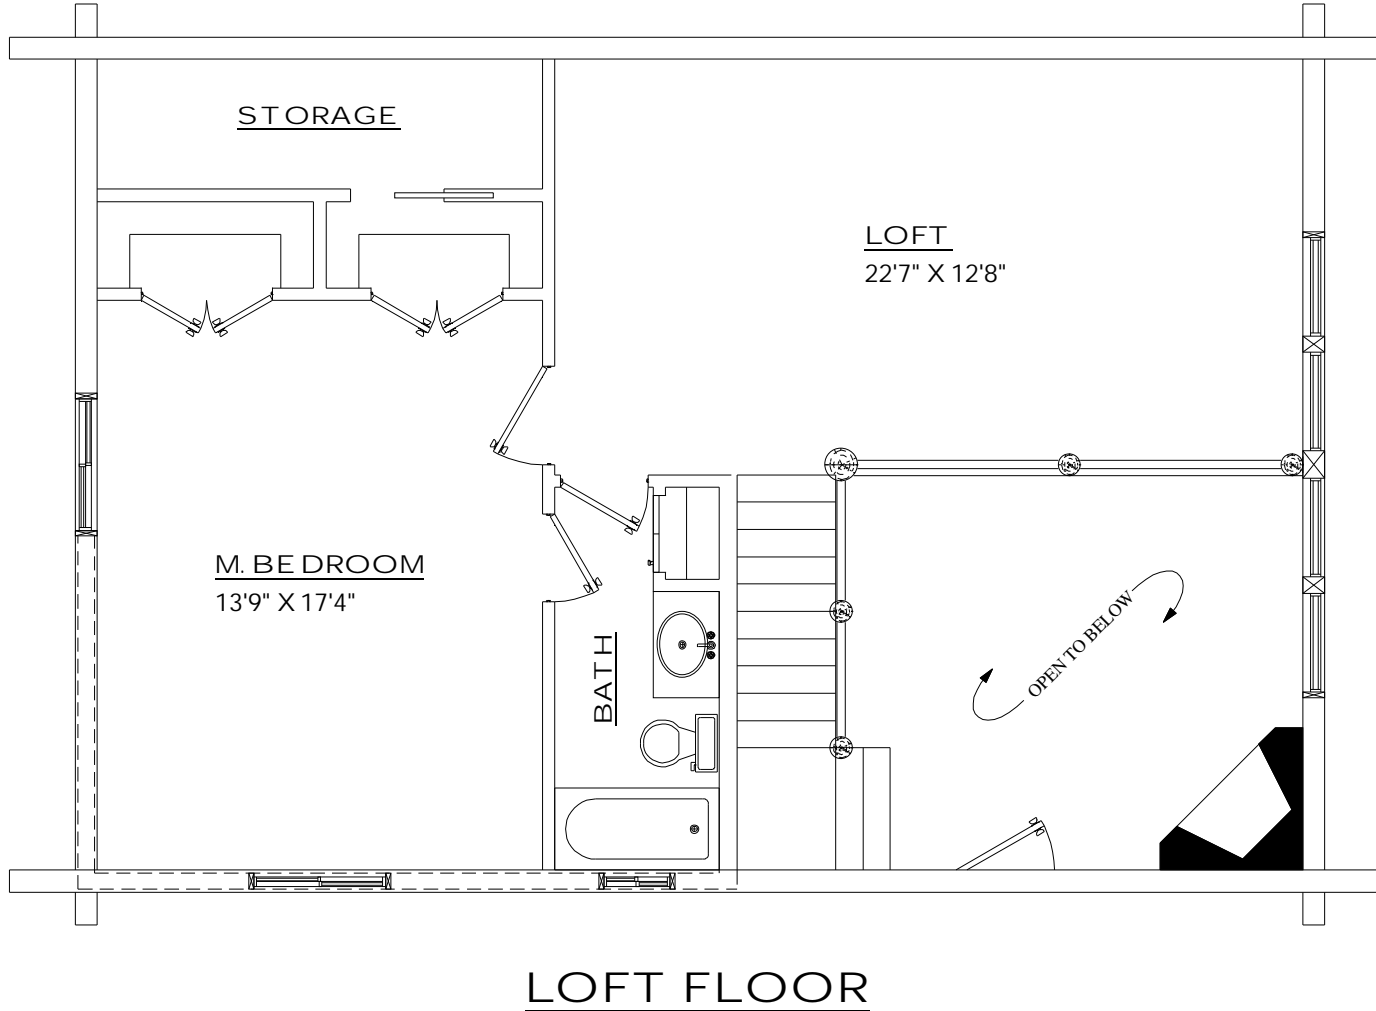 STORAGE
LOFT
22'7" X 12'8"
M. BEDROOM
13'9" X 17'4"
BATH
OPEN TO BELOW
LOFT FLOOR